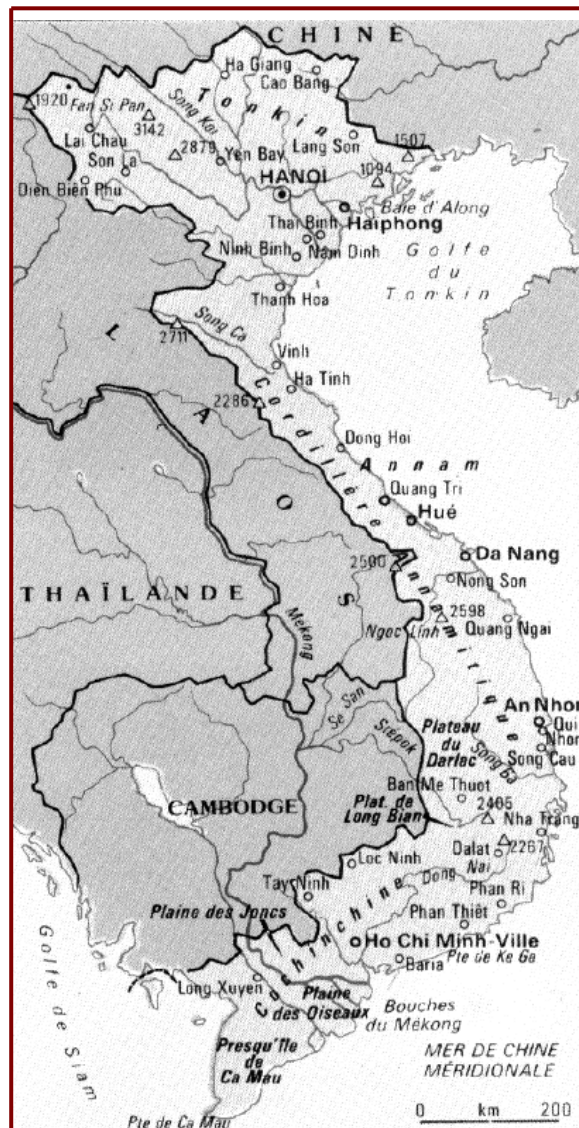 CHINE
Ha Giang
Cao Bang
Tonkin
1920
Fan Si Pan
3142
Song Koi
Lai Chau
Lang Son
1507
Son La
2879
Yen Bay
1094
HANOÏ
Dien Biên Phu
Baie d'Along
Haïphong
Thai Binh
Ninh Binh
Nam Dinh
Golfe
du
Tonkin
Thanh Hoa
Song Ca
2711
LAOS
Vinh
Ha Tinh
2286
Cordillère Annamitique
Dong Hoi
Annam
Quang Tri
Hué
Da Nang
2500
Nong Son
THAÏLANDE
Mékong
2598
Ngoc Linh
Quang Ngai
Se San
Srepok
An Nhon
Qui
Nhon
Plateau
du
Darlac
Song Ba
Song Cau
Ban Me Thuot
CAMBODGE
Plat. de
Long Bian
2405
Nha Trang
Dalat
2267
Loc Ninh
Dong Nai
Tay Ninh
Phan Ri
Plaine des Joncs
Phan Thiêt
Cochinchine
Ho Chi Minh-Ville
Baria
Pte de Ke Ga
Golfe de Siam
Long Xuyen
Plaine
des Oiseaux
Bouches
du Mékong
Presqu'île
de
Ca Mau
MER DE CHINE
MÉRIDIONALE
Pte de Ca Mau
0 km 200